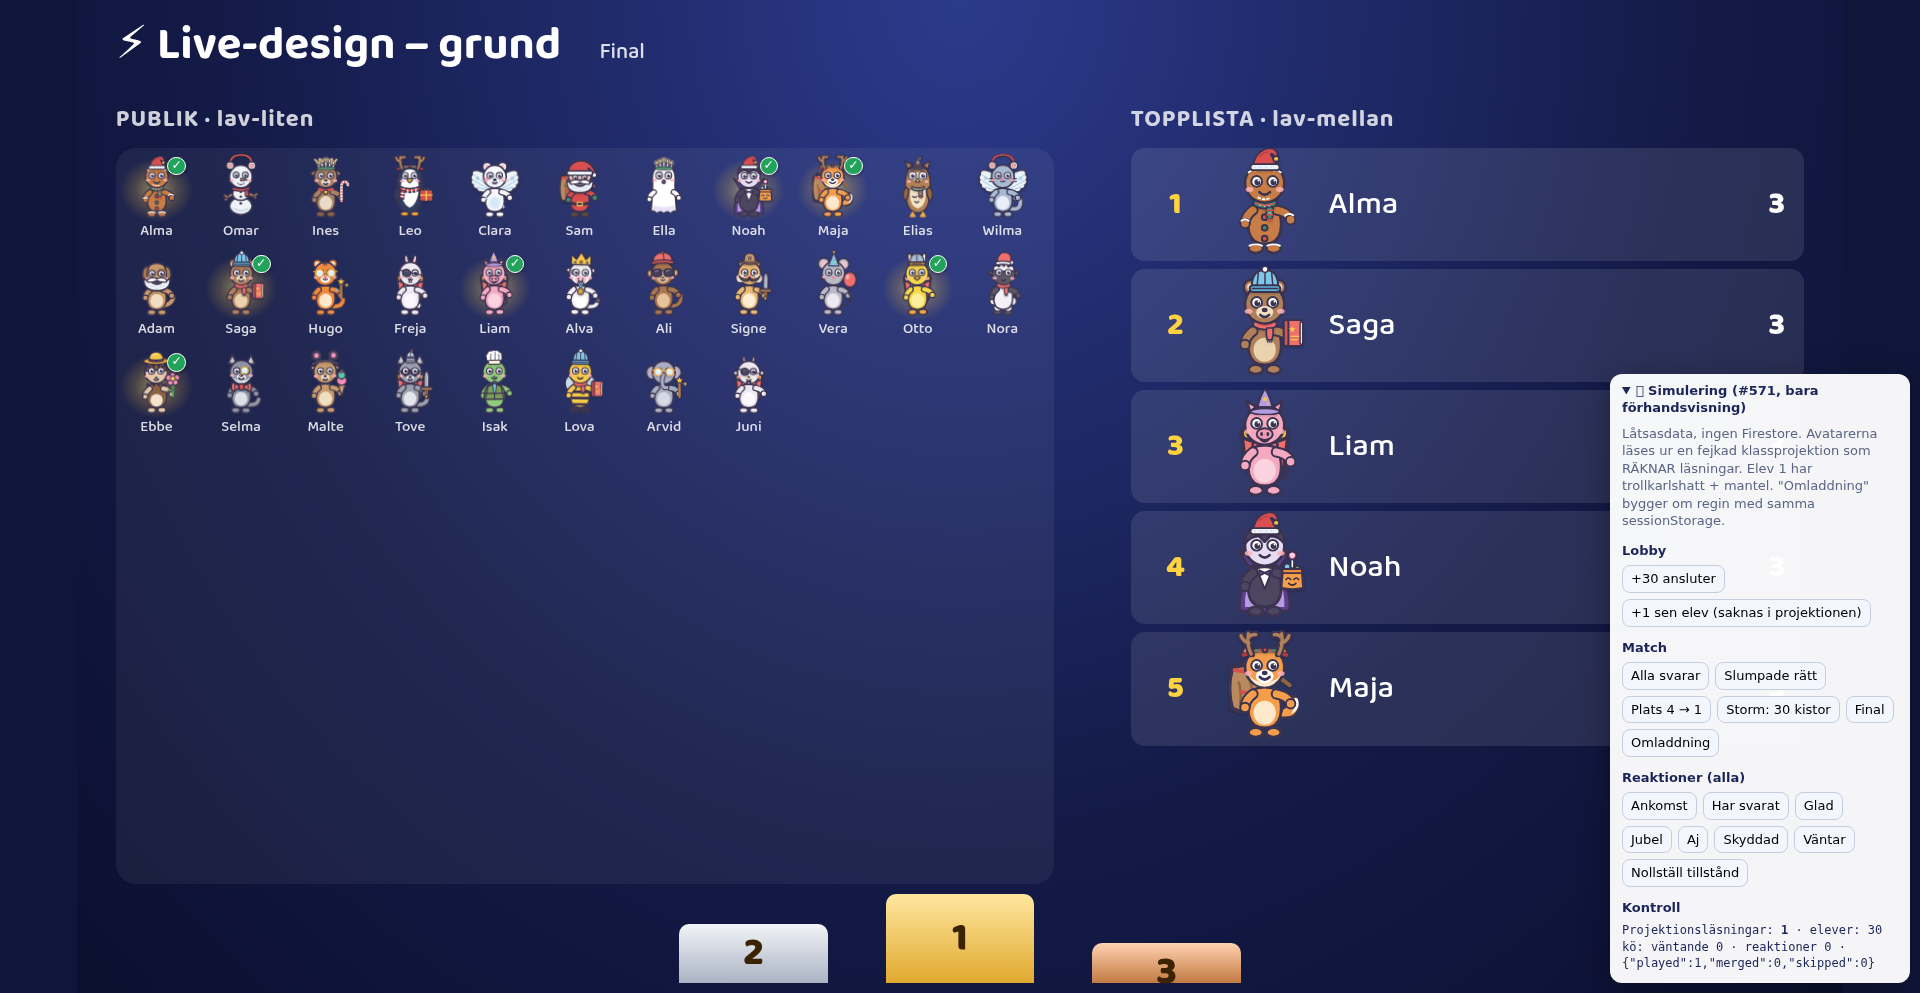 ⚡ Live-design – grund
Final
PUBLIK · lav-liten
Alma Omar Ines Leo Clara Sam Ella Noah Maja Elias Wilma
Adam Saga Hugo Freja Liam Alva Ali Signe Vera Otto Nora
Ebbe Selma Malte Tove Isak Lova Arvid Juni
TOPPLISTA · lav-mellan
1 Alma 3
2 Saga 3
3 Liam
4 Noah 3
5 Maja
2
1
3
▼ Simulering (#571, bara
förhandsvisning)
Låtsasdata, ingen Firestore. Avatarerna
läses ur en fejkad klassprojektion som
RÄKNAR läsningar. Elev 1 har
trollkarlshatt + mantel. "Omladdning"
bygger om regin med samma
sessionStorage.
Lobby
+30 ansluter
+1 sen elev (saknas i projektionen)
Match
Alla svarar Slumpade rätt
Plats 4 → 1 Storm: 30 kistor Final
Omladdning
Reaktioner (alla)
Ankomst Har svarat Glad
Jubel Aj Skyddad Väntar
Nollställ tillstånd
Kontroll
Projektionsläsningar: 1 · elever: 30
kö: väntande 0 · reaktioner 0 ·
{"played":1,"merged":0,"skipped":0}